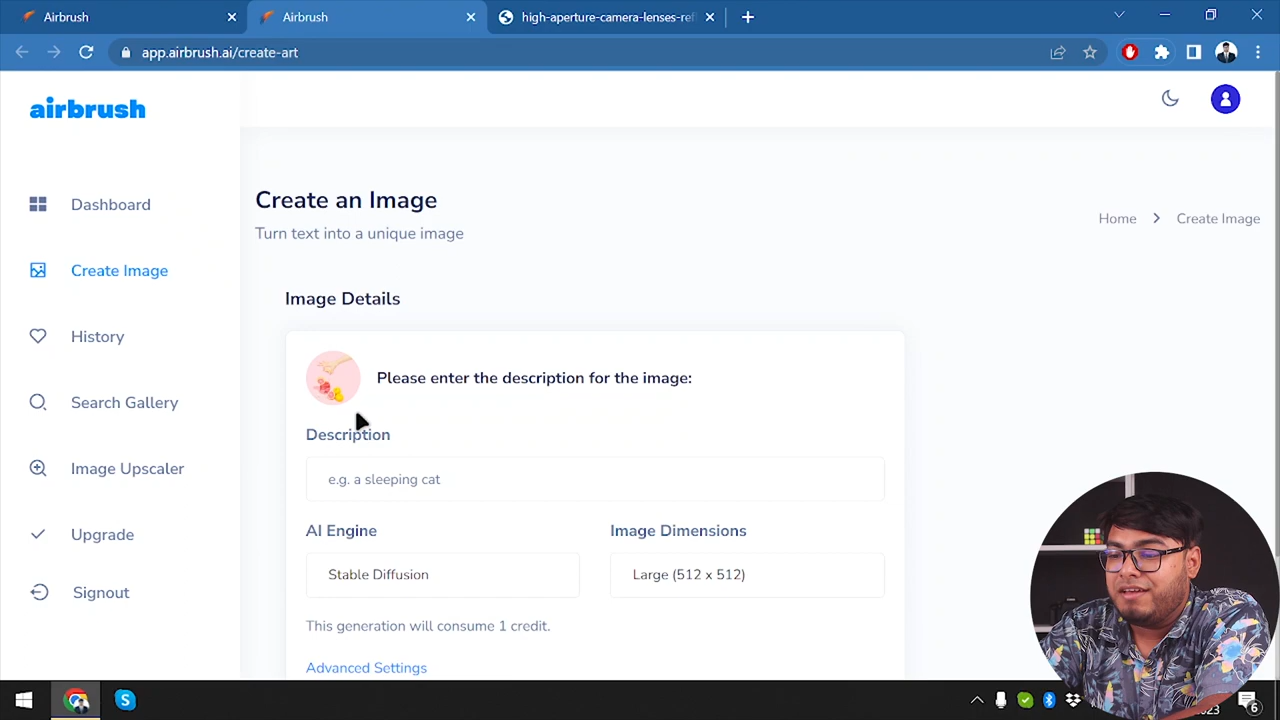 Airbrush
Airbrush
high-aperture-camera-lenses-ref
app.airbrush.ai/create-art
airbrush
Dashboard
Create Image
History
Search Gallery
Image Upscaler
Upgrade
Signout
Create an Image
Turn text into a unique image
Home
Create Image
Image Details
Please enter the description for the image:
Description
e.g. a sleeping cat
AI Engine
Image Dimensions
Stable Diffusion
Large (512 x 512)
This generation will consume 1 credit.
Advanced Settings
6